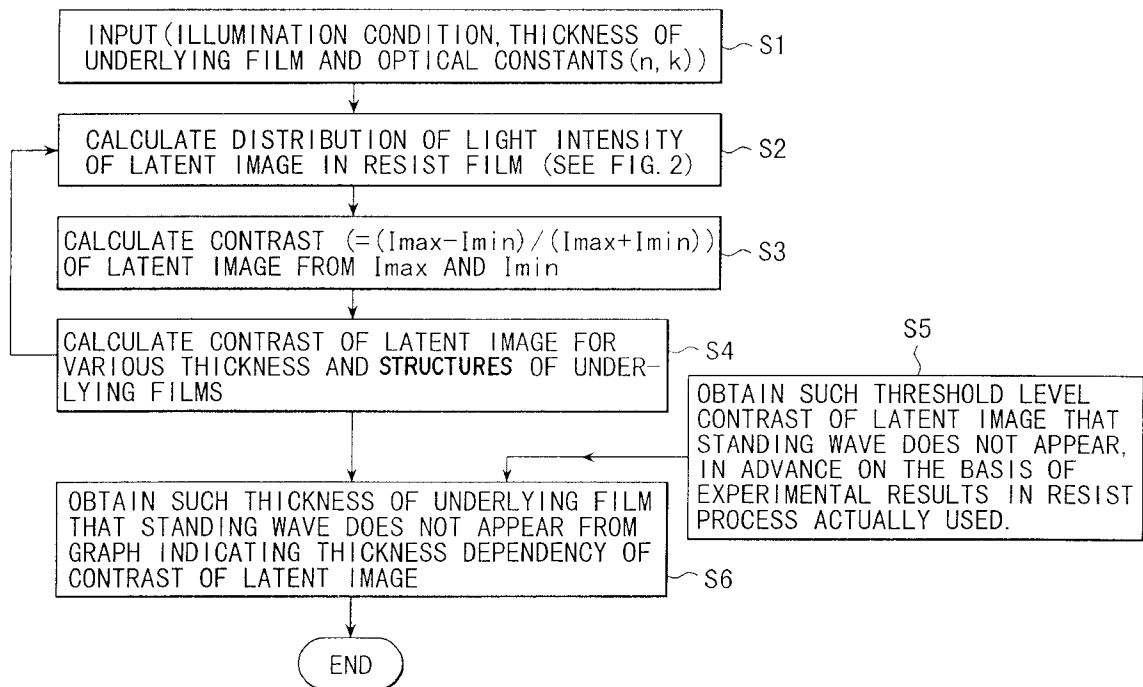 INPUT(ILLUMINATION CONDITION, THICKNESS OF
UNDERLYING FILM AND OPTICAL CONSTANTS(n, k))
S1
CALCULATE DISTRIBUTION OF LIGHT INTENSITY
OF LATENT IMAGE IN RESIST FILM (SEE FIG. 2)
S2
CALCULATE CONTRAST (=(Imax-Imin)/(Imax+Imin))
OF LATENT IMAGE FROM Imax AND Imin
S3
CALCULATE CONTRAST OF LATENT IMAGE FOR
VARIOUS THICKNESS AND STRUCTURES OF UNDER-
LYING FILMS
S4
S5
OBTAIN SUCH THRESHOLD LEVEL
CONTRAST OF LATENT IMAGE THAT
STANDING WAVE DOES NOT APPEAR,
IN ADVANCE ON THE BASIS OF
EXPERIMENTAL RESULTS IN RESIST
PROCESS ACTUALLY USED.
OBTAIN SUCH THICKNESS OF UNDERLYING FILM
THAT STANDING WAVE DOES NOT APPEAR FROM
GRAPH INDICATING THICKNESS DEPENDENCY OF
CONTRAST OF LATENT IMAGE
S6
END